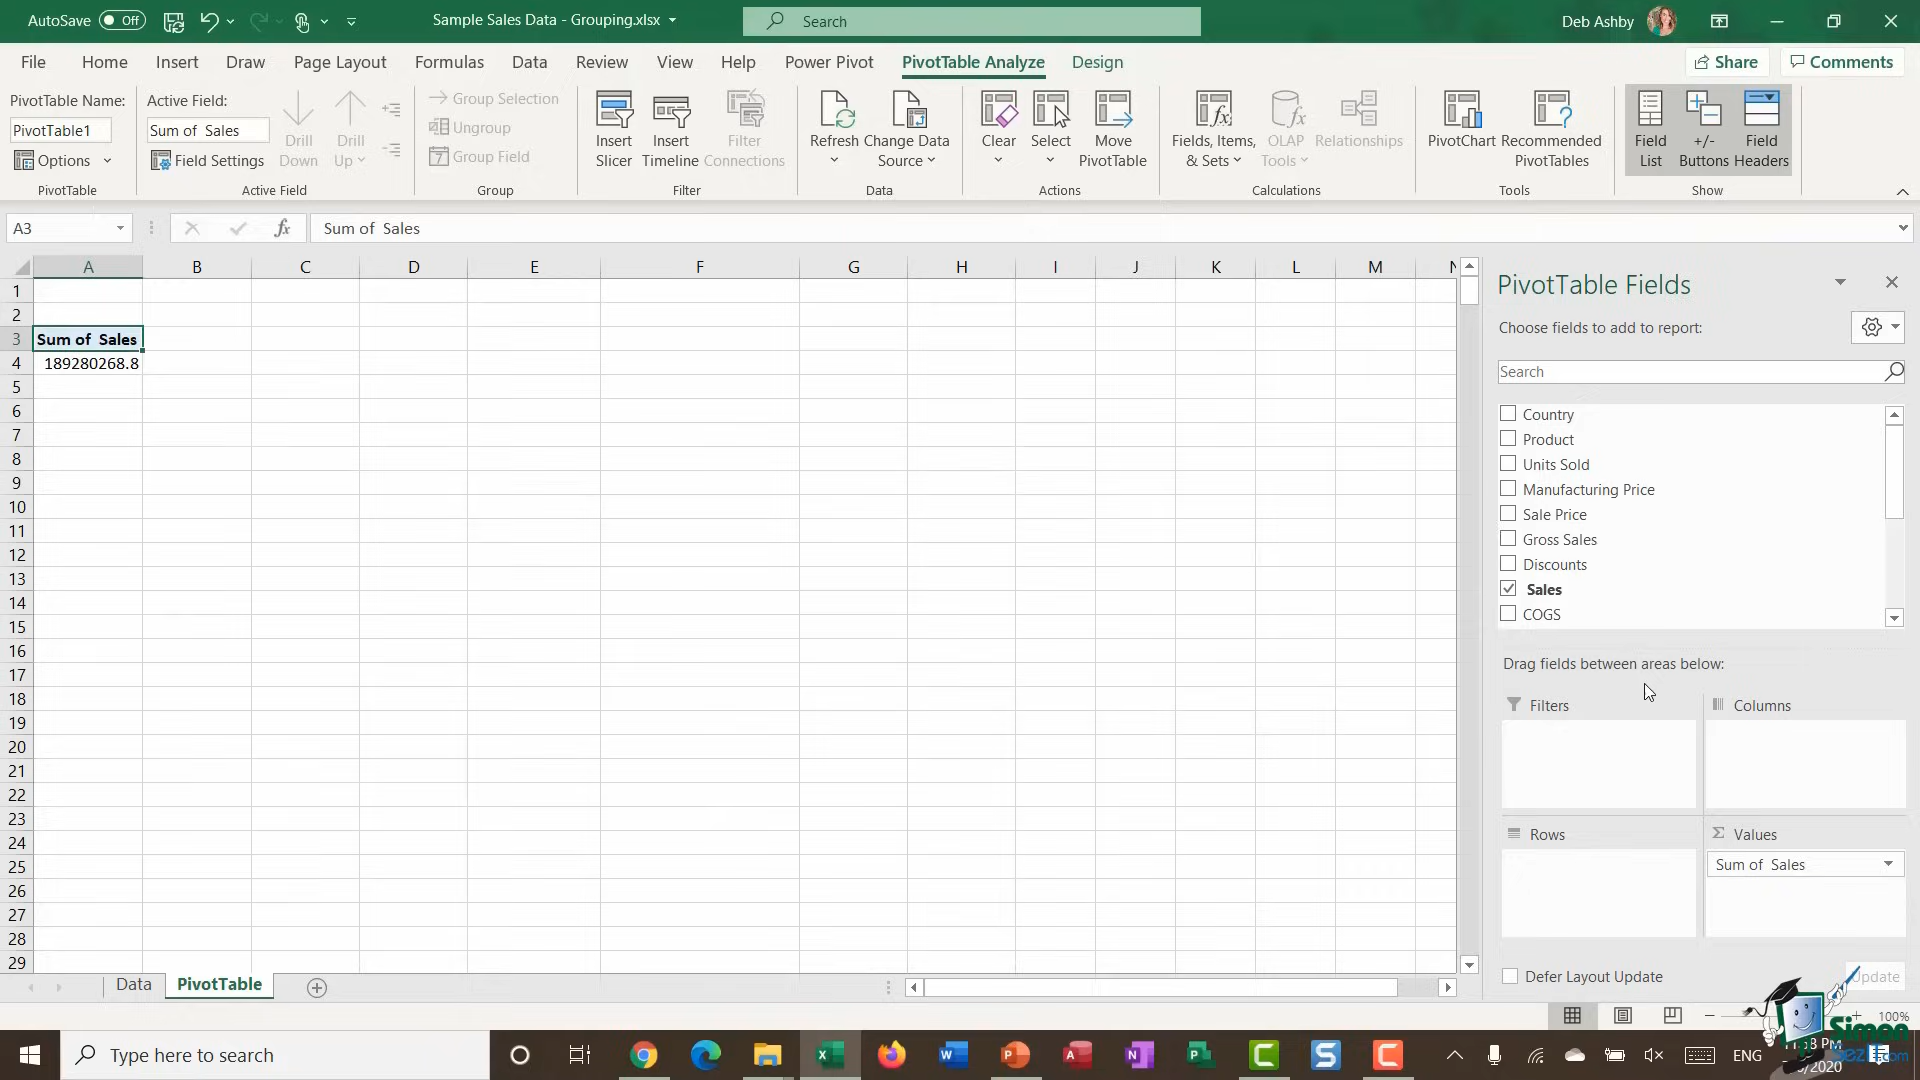 AutoSave Off Sample Sales Data - Grouping.xlsx Search Deb Ashby
File Home Insert Draw Page Layout Formulas Data Review View Help Power Pivot PivotTable Analyze Design Share Comments
PivotTable Name:
PivotTable1
Options
PivotTable
Active Field:
Sum of Sales
Field Settings
Drill Down
Drill Up
Active Field
Group Selection
Ungroup
Group Field
Group
Insert Slicer
Insert Timeline
Filter Connections
Filter
Refresh
Change Data Source
Data
Clear
Select
Move PivotTable
Actions
Fields, Items, & Sets
OLAP Tools
Relationships
Calculations
PivotChart
Recommended PivotTables
Tools
Field List
+/- Buttons
Field Headers
Show
A3 fx Sum of Sales
A B C D E F G H I J K L M N
1
2
3 Sum of Sales
4 189280268.8
5
6
7
8
9
10
11
12
13
14
15
16
17
18
19
20
21
22
23
24
25
26
27
28
29
PivotTable Fields
Choose fields to add to report:
Search
Country
Product
Units Sold
Manufacturing Price
Sale Price
Gross Sales
Discounts
Sales
COGS
Drag fields between areas below:
Filters
Columns
Rows
Values
Sum of Sales
Defer Layout Update
Data PivotTable
100%
Type here to search
ENG
Simon
SezIt.com